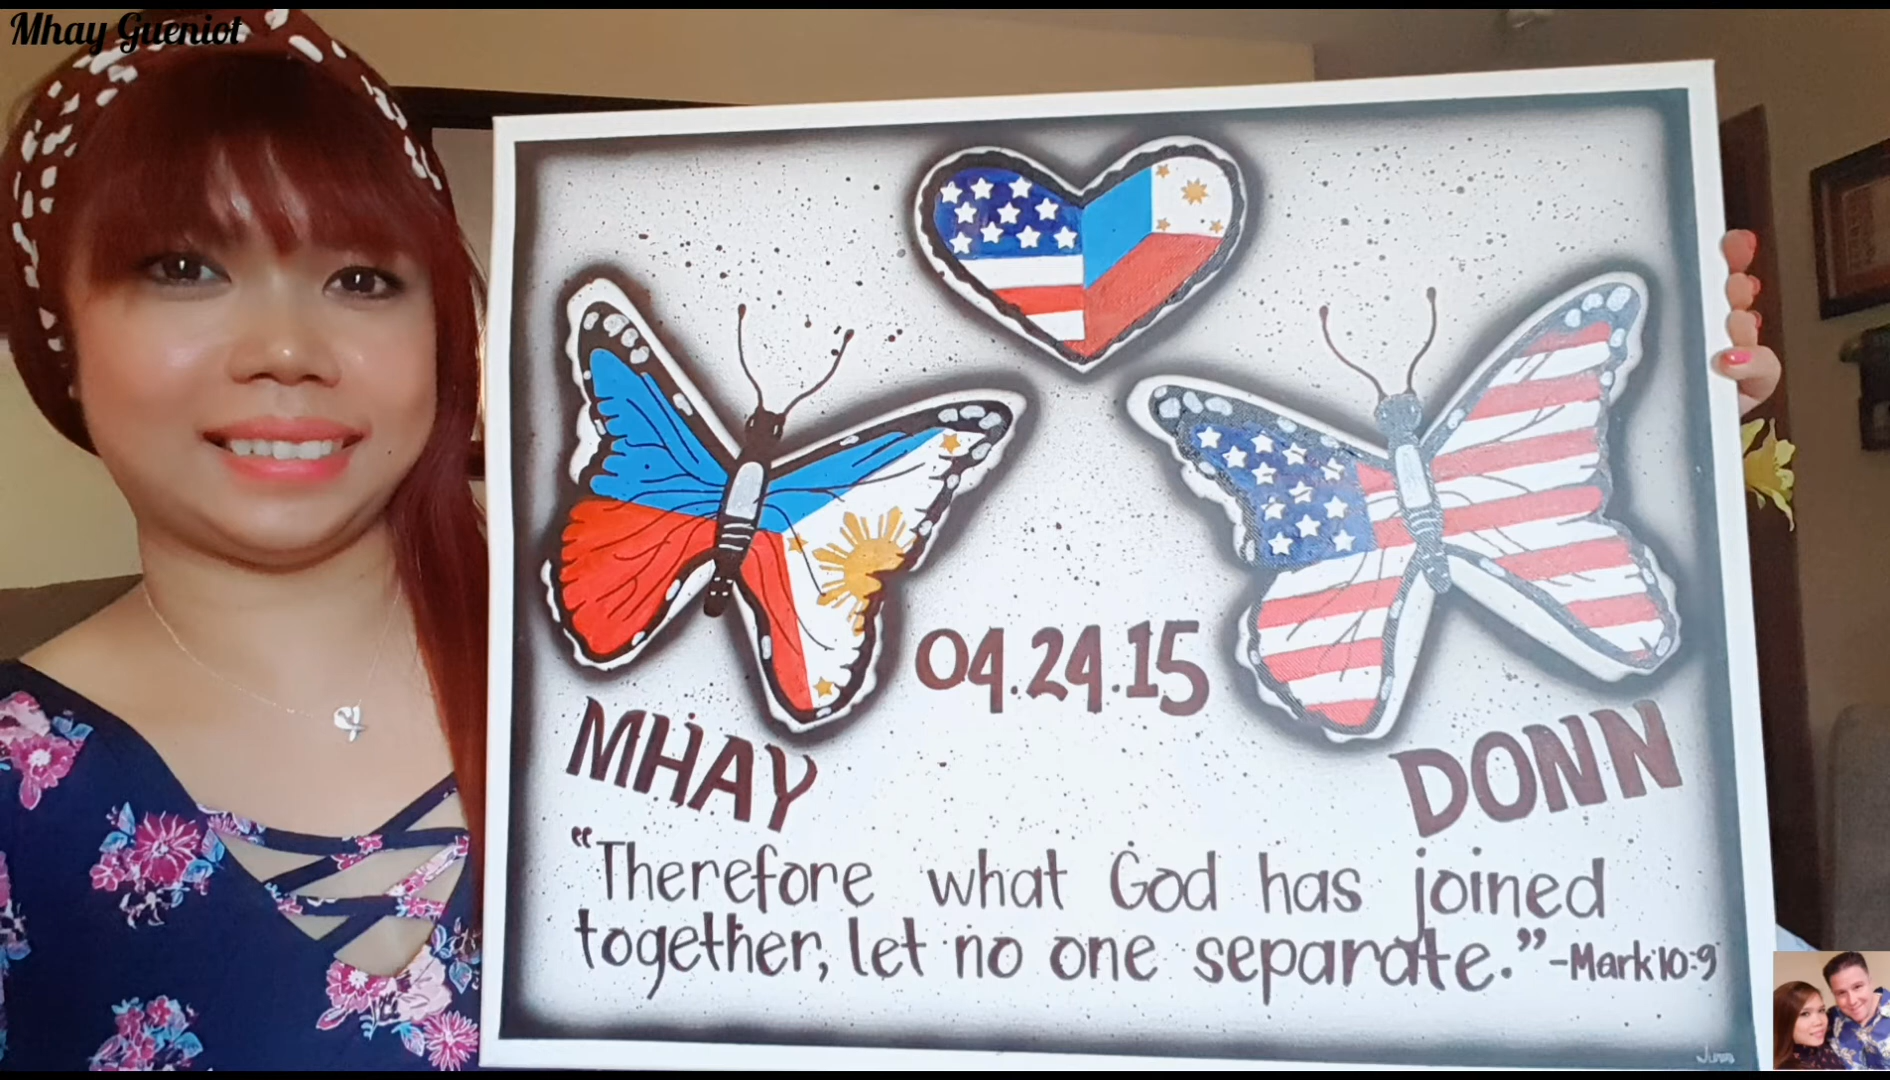 Mhay Gueniot
04.24.15
MHAY
DONN
"Therefore what God has joined
together, let no one separate." -Mark 10:9